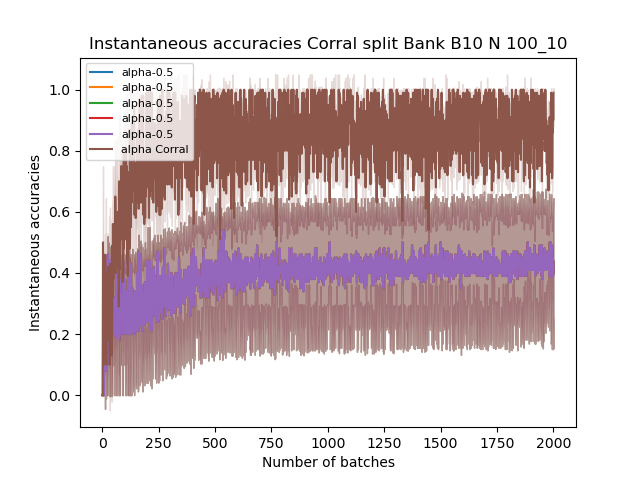 Instantaneous accuracies Corral split Bank B10 N 100_10
alpha-0.5
alpha-0.5
alpha-0.5
alpha-0.5
alpha-0.5
alpha Corral
1.0
0.8
0.6
0.4
0.2
0.0
Instantaneous accuracies
0 250 500 750 1000 1250 1500 1750 2000
Number of batches